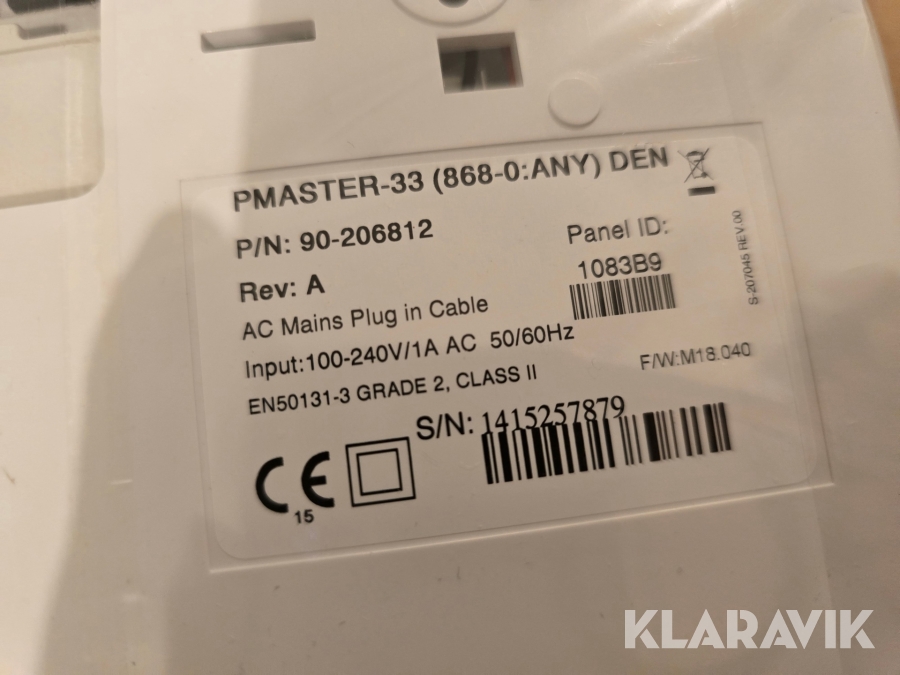 PMASTER-33 (868-0:ANY) DEN
P/N: 90-206812
Panel ID:
Rev: A
1083B9
AC Mains Plug in Cable
Input:100-240V/1A AC 50/60Hz
F/W:M18.040
EN50131-3 GRADE 2, CLASS II
S/N: 1415257879
CE
15
S-207045 REV.00
KLARAVIK